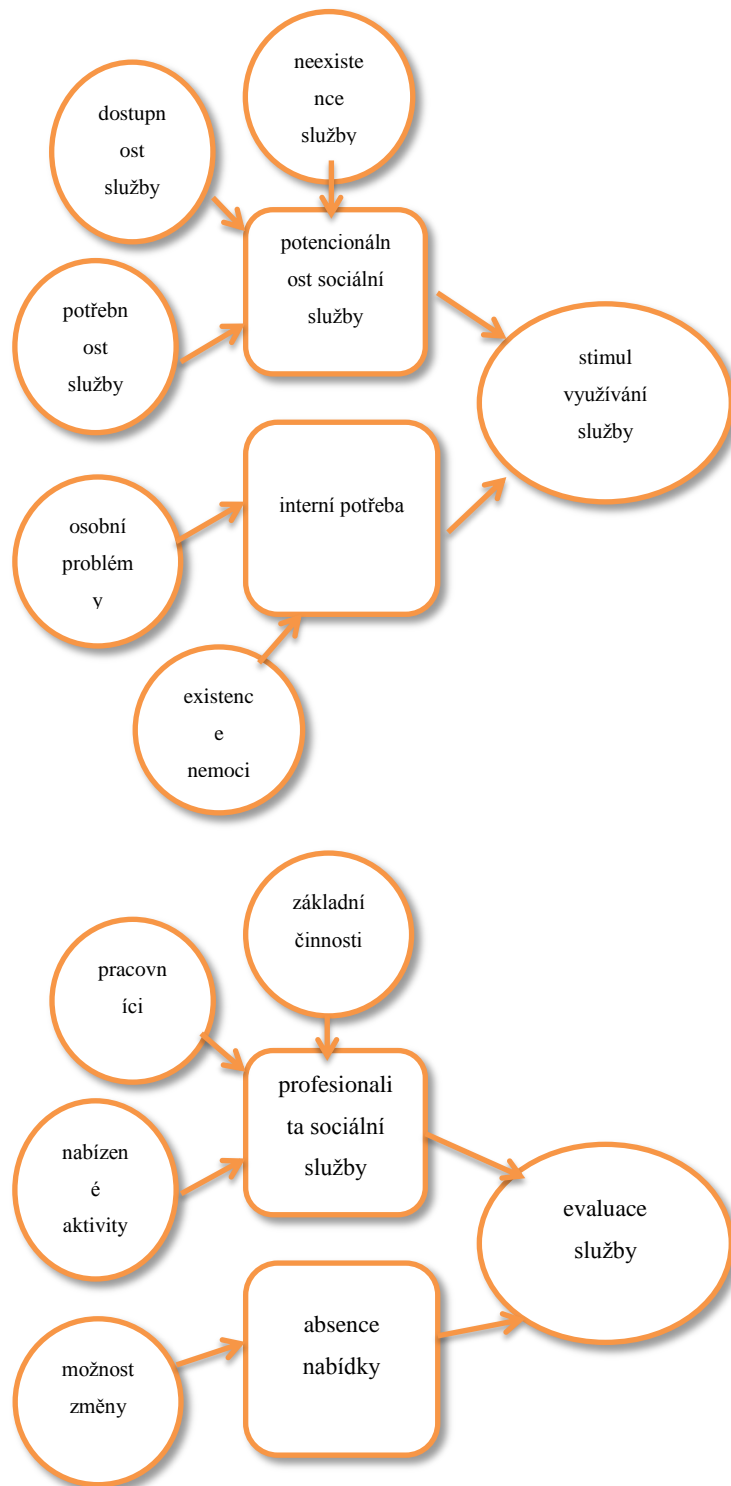 neexiste
nce
služby
dostupn
ost
služby
potencionáln
ost sociální
služby
potřebn
ost
služby
stimul
využívání
služby
interní potřeba
osobní
problém
y
existenc
e
nemoci
základní
činnosti
pracovn
íci
profesionali
ta sociální
služby
nabízen
é
aktivity
evaluace
služby
absence
nabídky
možnost
změny